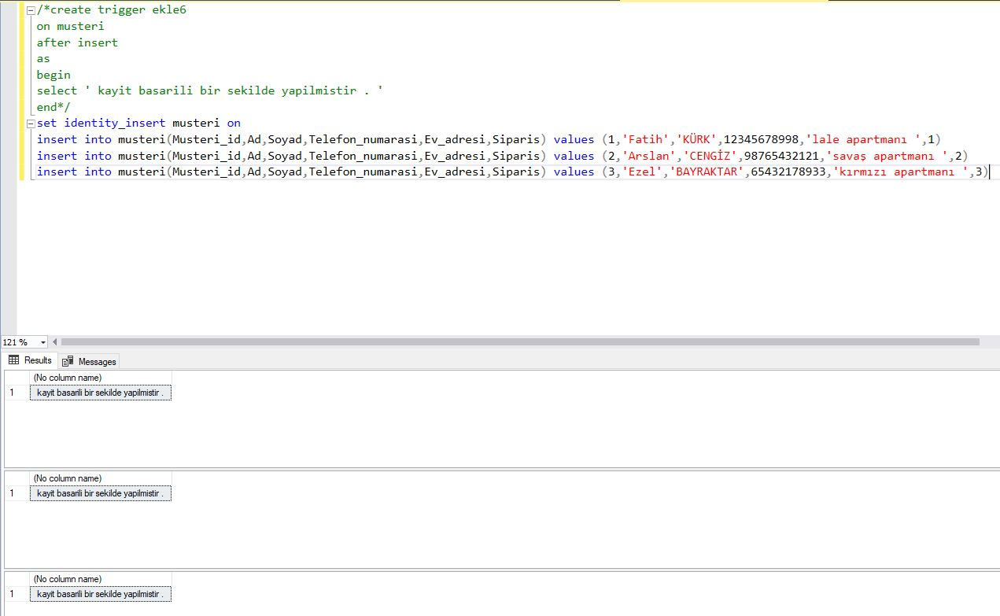 /*create trigger ekle6
on musteri
after insert
as
begin
select ' kayit basarili bir sekilde yapilmistir . '
end*/
set identity_insert musteri on
insert into musteri(Musteri_id,Ad,Soyad,Telefon_numarasi,Ev_adresi,Siparis) values (1,'Fatih','KÜRK',12345678998,'lale apartmanı ',1)
insert into musteri(Musteri_id,Ad,Soyad,Telefon_numarasi,Ev_adresi,Siparis) values (2,'Arslan','CENGİZ',98765432121,'savaş apartmanı ',2)
insert into musteri(Musteri_id,Ad,Soyad,Telefon_numarasi,Ev_adresi,Siparis) values (3,'Ezel','BAYRAKTAR',65432178933,'kırmızı apartmanı ',3)
121 %
Results Messages
(No column name)
1 kayit basarili bir sekilde yapilmistir .
(No column name)
1 kayit basarili bir sekilde yapilmistir .
(No column name)
1 kayit basarili bir sekilde yapilmistir .